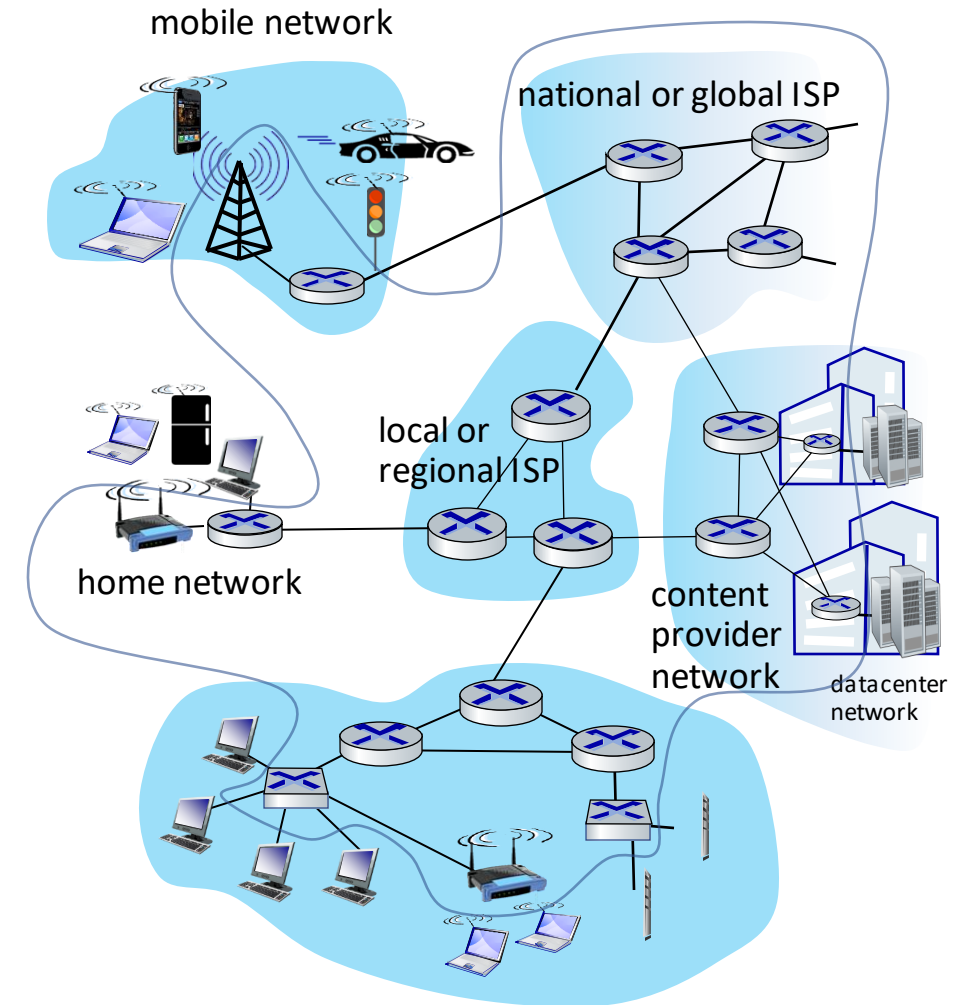 mobile network
national or global ISP
local or
regional ISP
home network
content
provider
network
datacenter
network